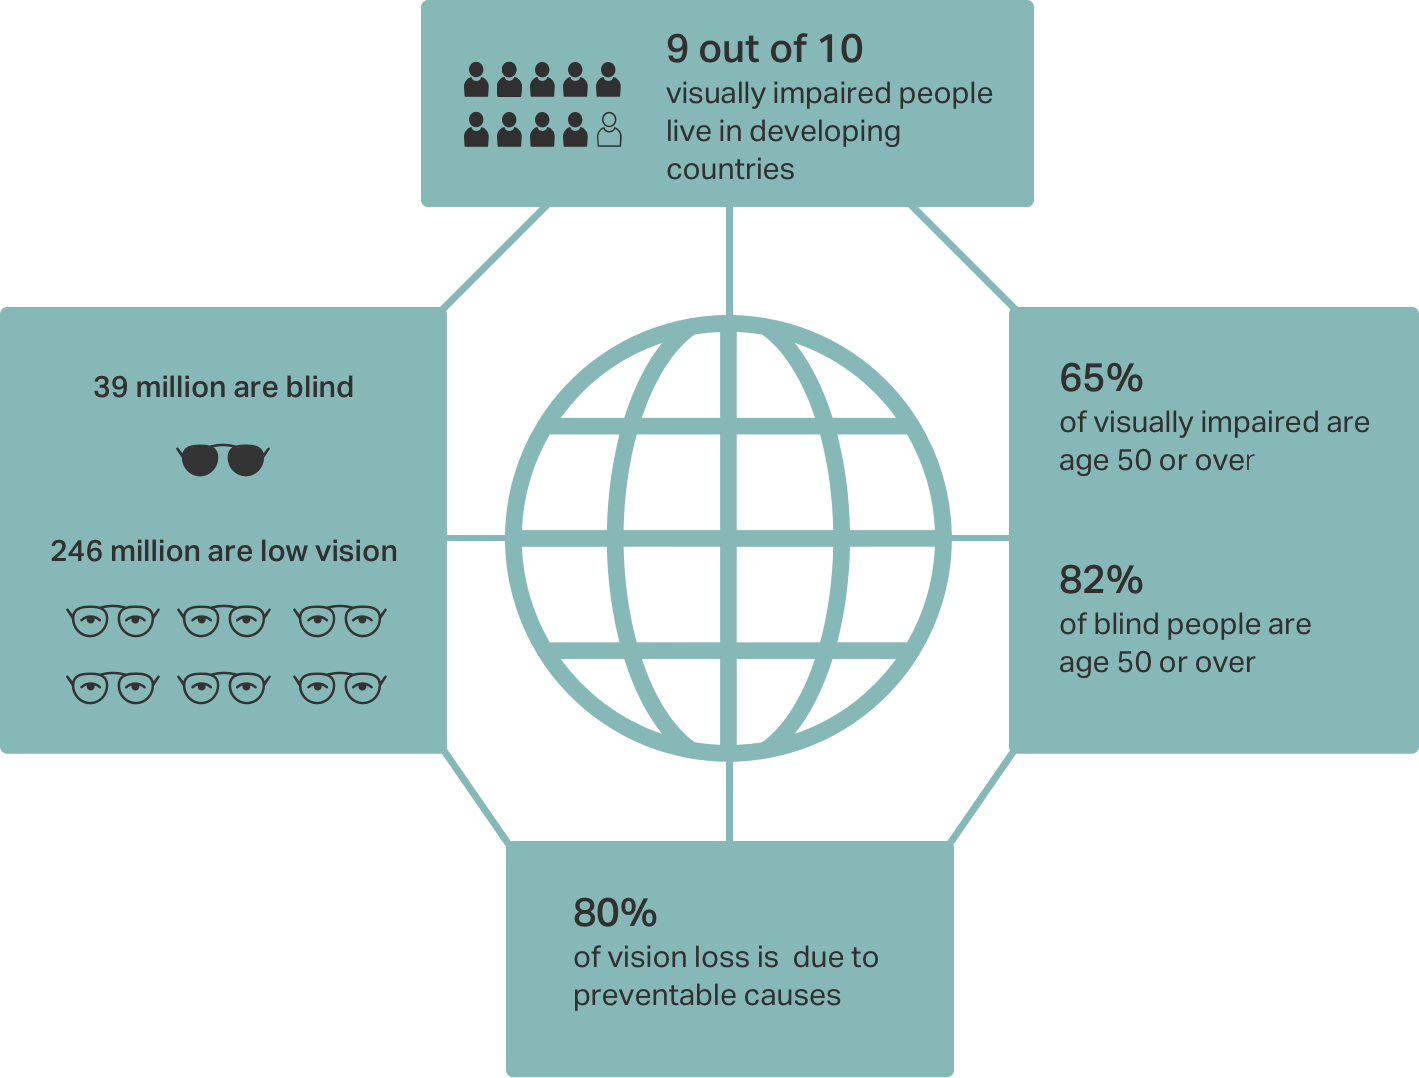 9 out of 10
visually impaired people
live in developing
countries
39 million are blind
246 million are low vision
65%
of visually impaired are
age 50 or over
82%
of blind people are
age 50 or over
80%
of vision loss is  due to
preventable causes